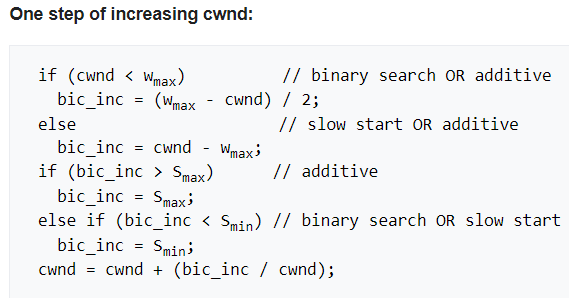 One step of increasing cwnd:
if (cwnd < wmax) // binary search OR additive
bic_inc = (wmax - cwnd) / 2;
else // slow start OR additive
bic_inc = cwnd - wmax;
if (bic_inc > Smax) // additive
bic_inc = Smax;
else if (bic_inc < Smin) // binary search OR slow start
bic_inc = Smin;
cwnd = cwnd + (bic_inc / cwnd);